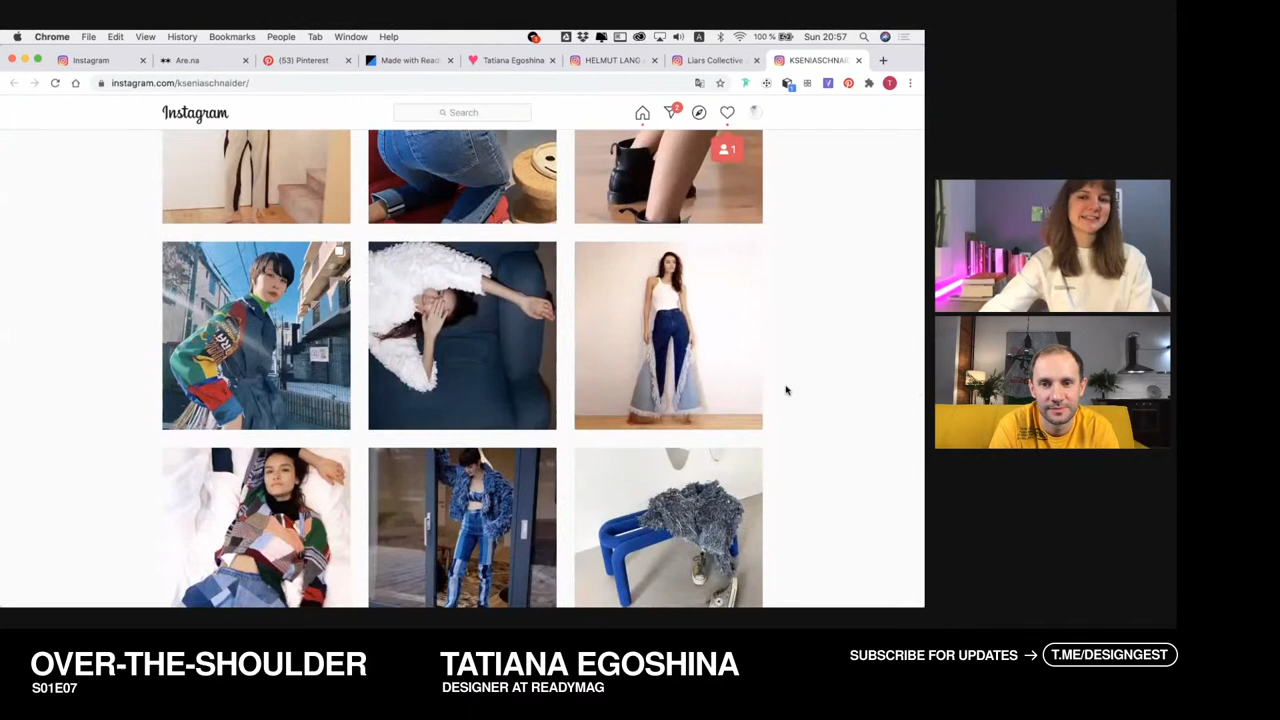 Chrome File Edit View History Bookmarks People Tab Window Help
100 % Sun 20:57
Instagram
Are.na
(53) Pinterest
Made with Read
Tatiana Egoshina
HELMUT LANG
Liars Collective
KSENIASCHNAI
instagram.com/kseniaschnaider/
T
Instagram
Search
2
1
OVER-THE-SHOULDER
S01E07
TATIANA EGOSHINA
DESIGNER AT READYMAG
SUBSCRIBE FOR UPDATES → T.ME/DESIGNGEST